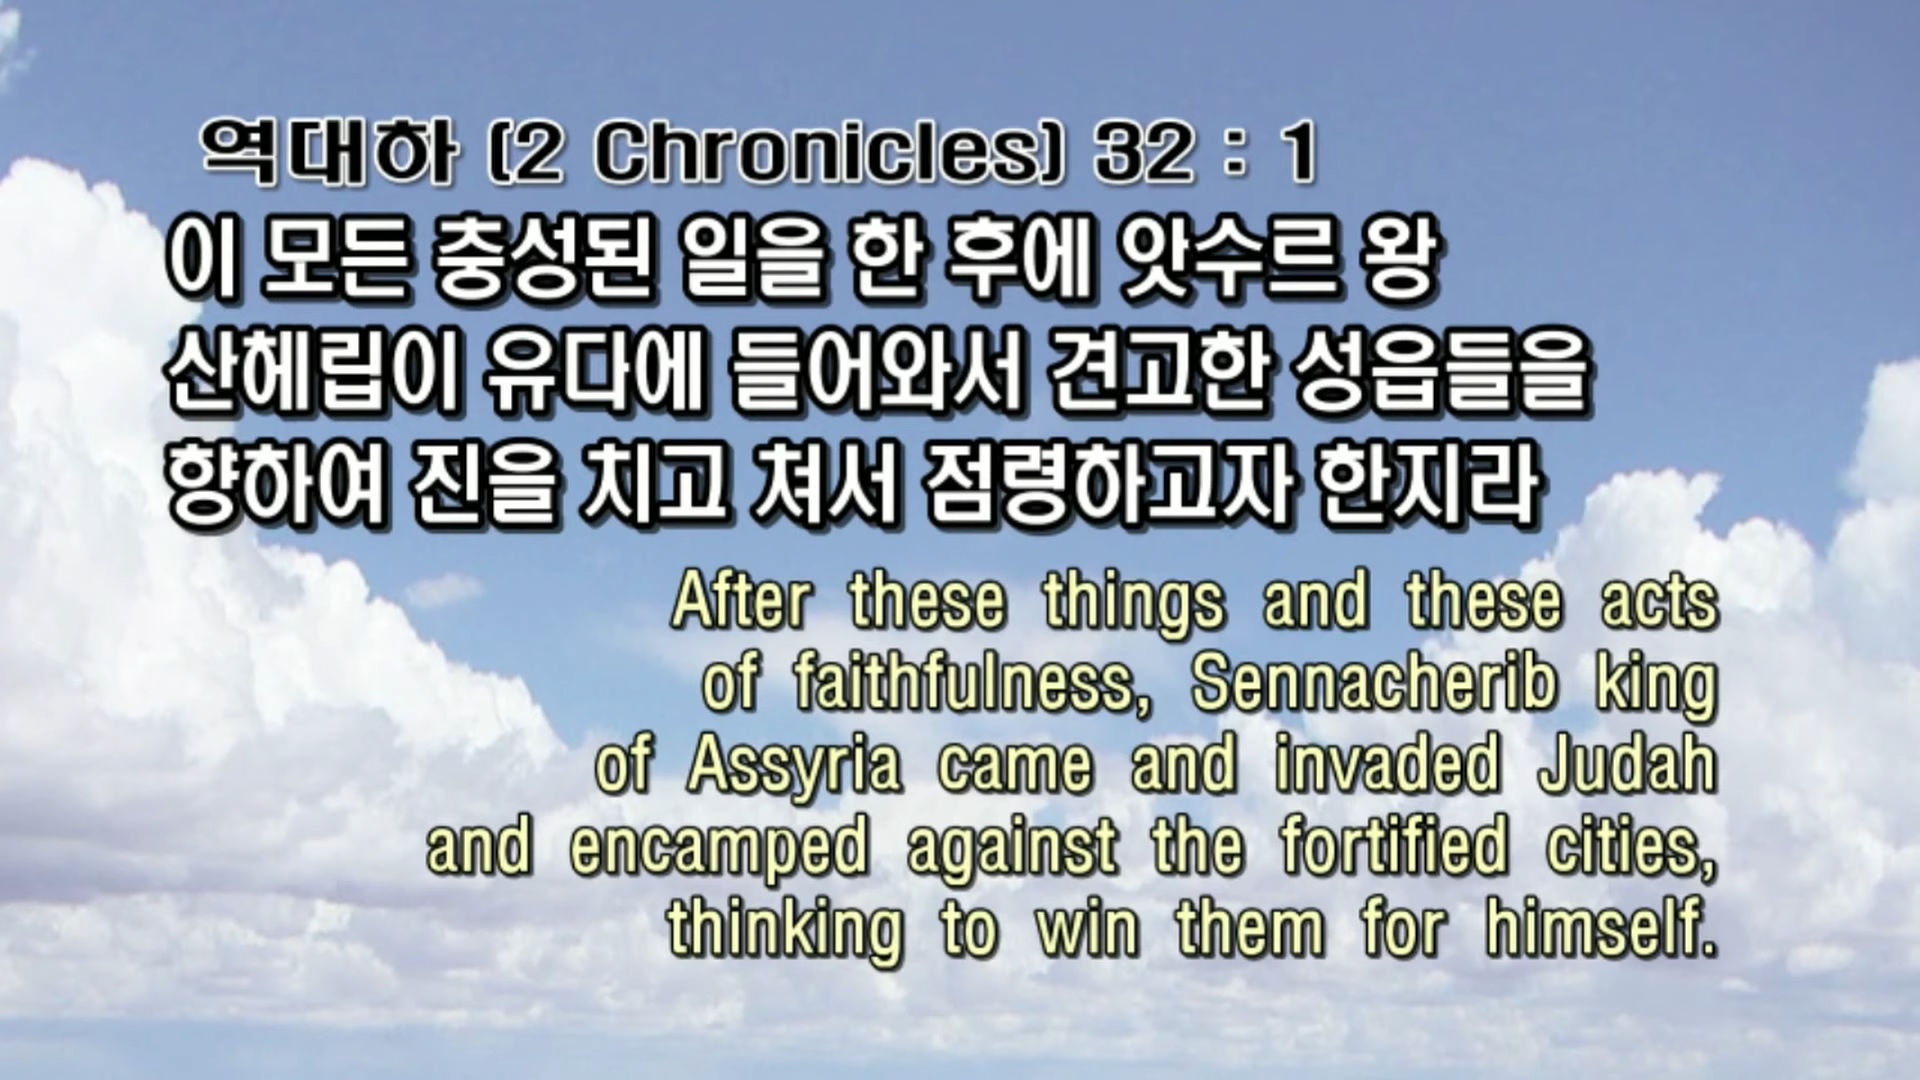 역대하 (2 Chronicles) 32 : 1
이 모든 충성된 일을 한 후에 앗수르 왕
산헤립이 유다에 들어와서 견고한 성읍들을
향하여 진을 치고 쳐서 점령하고자 한지라
After these things and these acts
of faithfulness, Sennacherib king
of Assyria came and invaded Judah
and encamped against the fortified cities,
thinking to win them for himself.